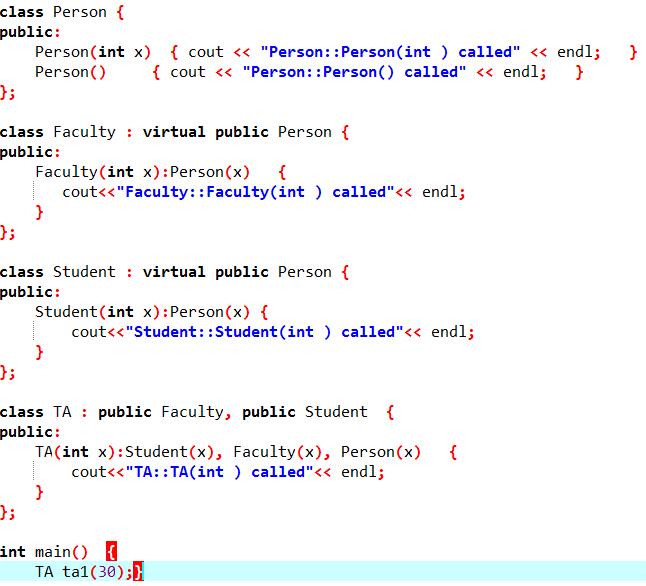 class Person {
public:
    Person(int x)  { cout << "Person::Person(int ) called" << endl;   }
    Person()     { cout << "Person::Person() called" << endl;   }
};

class Faculty : virtual public Person {
public:
    Faculty(int x):Person(x)   {
       cout<<"Faculty::Faculty(int ) called"<< endl;
    }
};

class Student : virtual public Person {
public:
    Student(int x):Person(x) {
        cout<<"Student::Student(int ) called"<< endl;
    }
};

class TA : public Faculty, public Student  {
public:
    TA(int x):Student(x), Faculty(x), Person(x)   {
        cout<<"TA::TA(int ) called"<< endl;
    }
};

int main()  {
    TA ta1(30);}